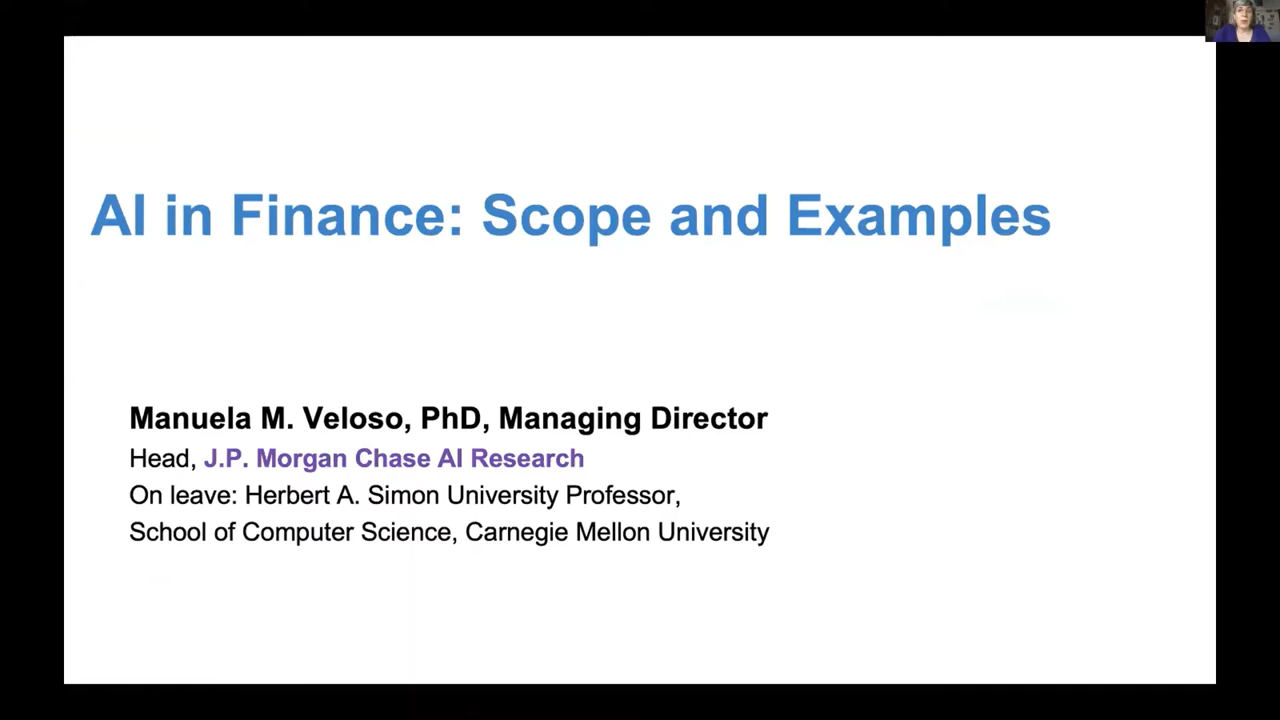 AI in Finance: Scope and Examples
Manuela M. Veloso, PhD, Managing Director
Head, J.P. Morgan Chase AI Research
On leave: Herbert A. Simon University Professor,
School of Computer Science, Carnegie Mellon University